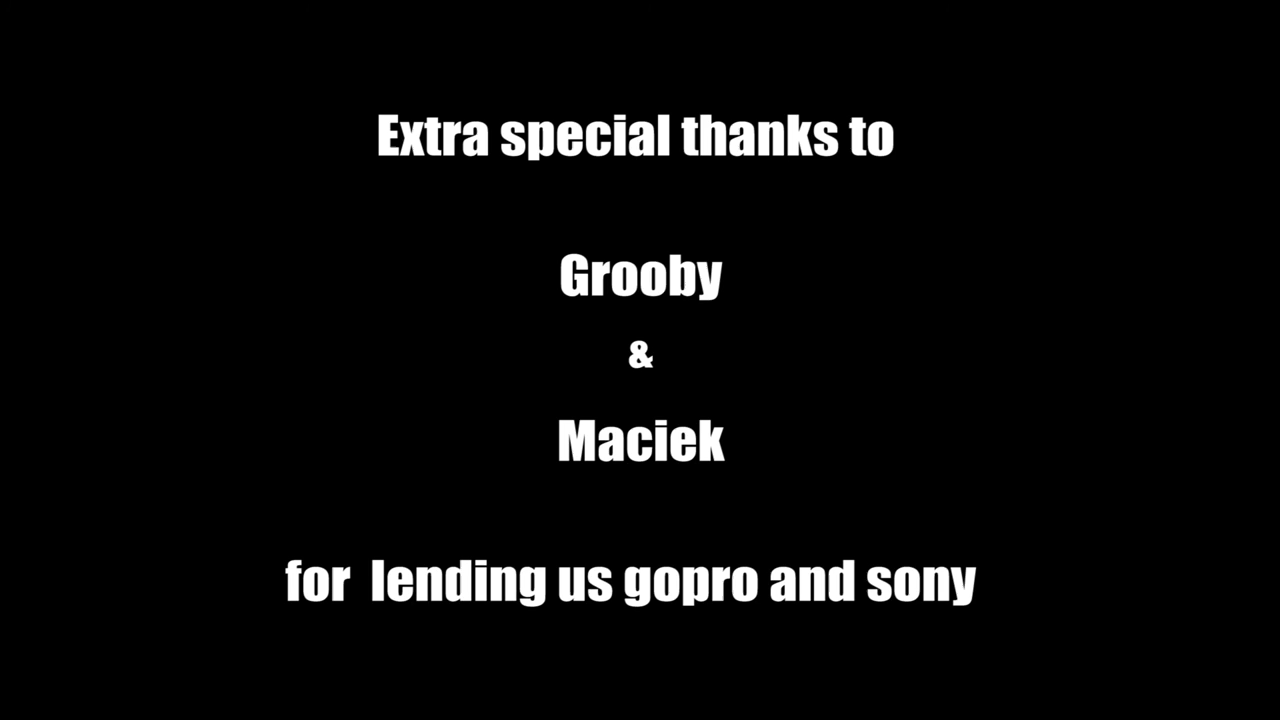 Extra special thanks to
Grooby
&
Maciek
for  lending us gopro and sony